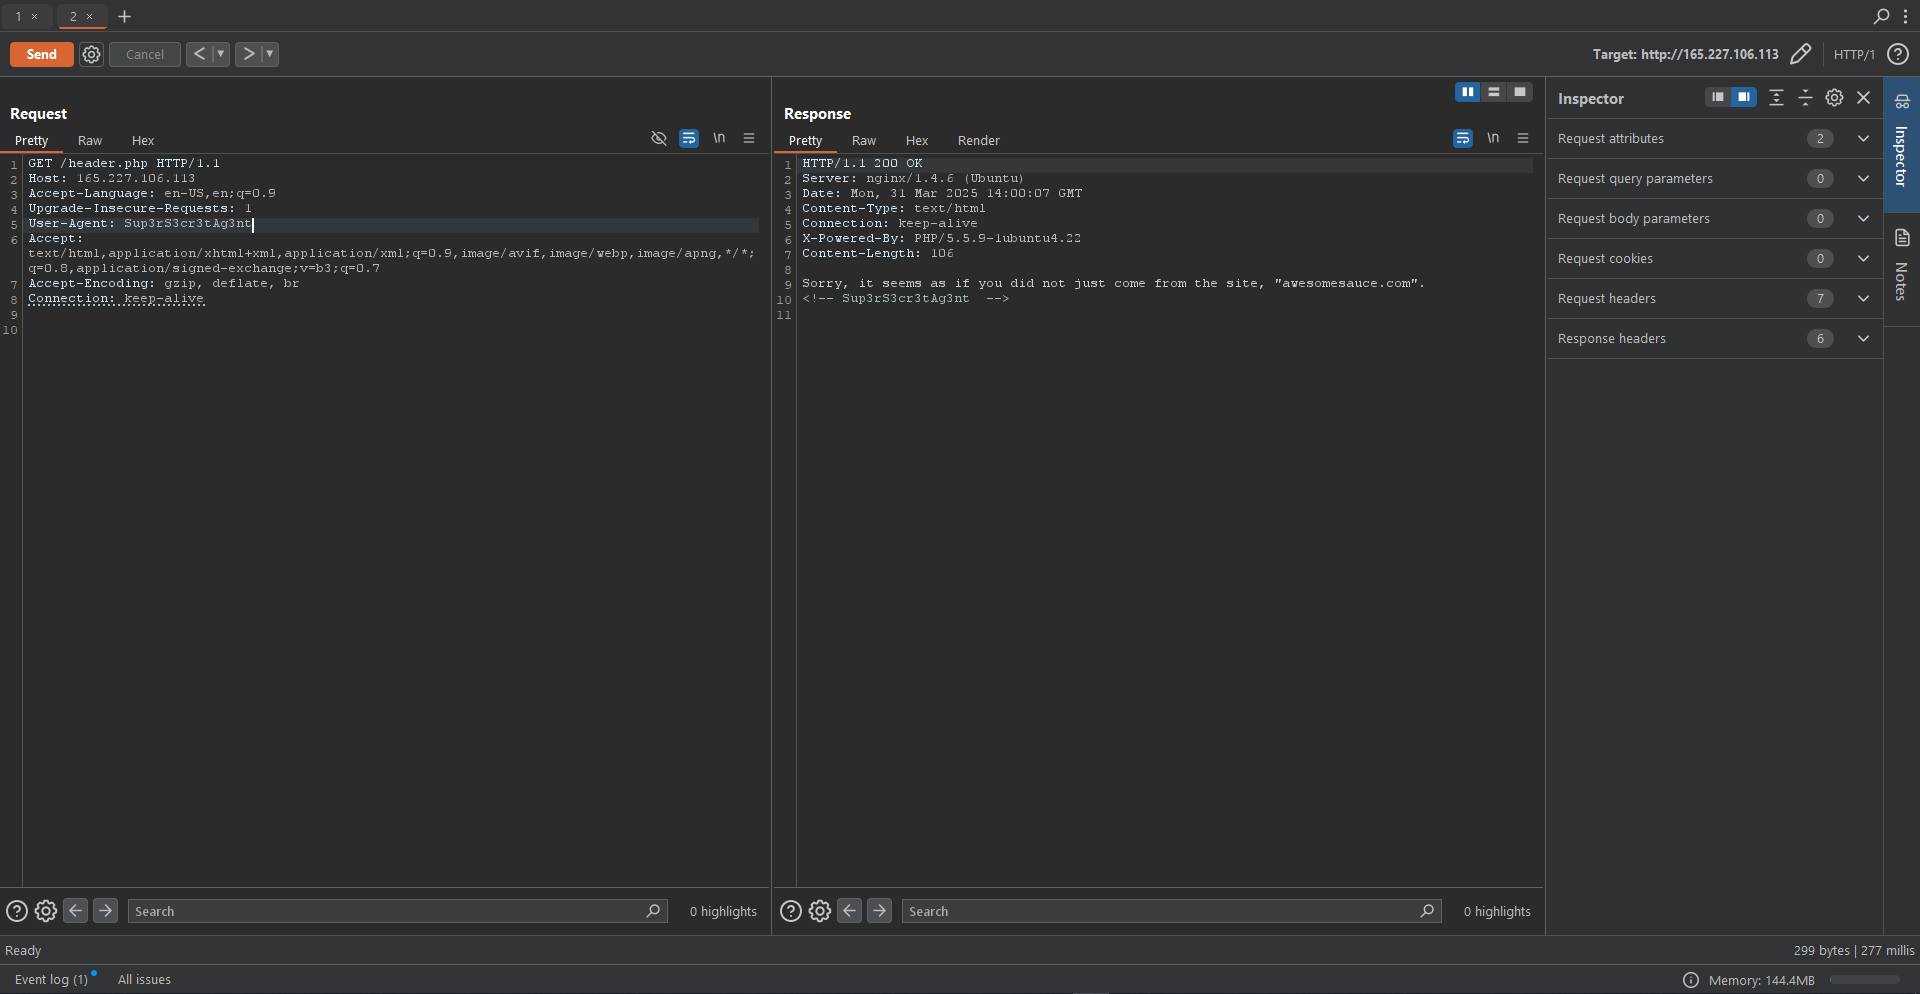 1 ×
2 ×
Send
Cancel
Target: http://165.227.106.113
HTTP/1
Request
Pretty
Raw
Hex
\n
1 GET /header.php HTTP/1.1
2 Host: 165.227.106.113
3 Accept-Language: en-US,en;q=0.9
4 Upgrade-Insecure-Requests: 1
5 User-Agent: Sup3rS3cr3tAg3nt
6 Accept:
text/html,application/xhtml+xml,application/xml;q=0.9,image/avif,image/webp,image/apng,*/*;
q=0.8,application/signed-exchange;v=b3;q=0.7
7 Accept-Encoding: gzip, deflate, br
8 Connection: keep-alive
9
10
Search
0 highlights
Response
Pretty
Raw
Hex
Render
\n
1 HTTP/1.1 200 OK
2 Server: nginx/1.4.6 (Ubuntu)
3 Date: Mon, 31 Mar 2025 14:00:07 GMT
4 Content-Type: text/html
5 Connection: keep-alive
6 X-Powered-By: PHP/5.5.9-1ubuntu4.22
7 Content-Length: 106
8
9 Sorry, it seems as if you did not just come from the site, "awesomesauce.com".
10 <!-- Sup3rS3cr3tAg3nt  -->
11
Search
0 highlights
Inspector
Request attributes 2
Request query parameters 0
Request body parameters 0
Request cookies 0
Request headers 7
Response headers 6
Inspector
Notes
Ready
299 bytes | 277 millis
Event log (1)
All issues
Memory: 144.4MB